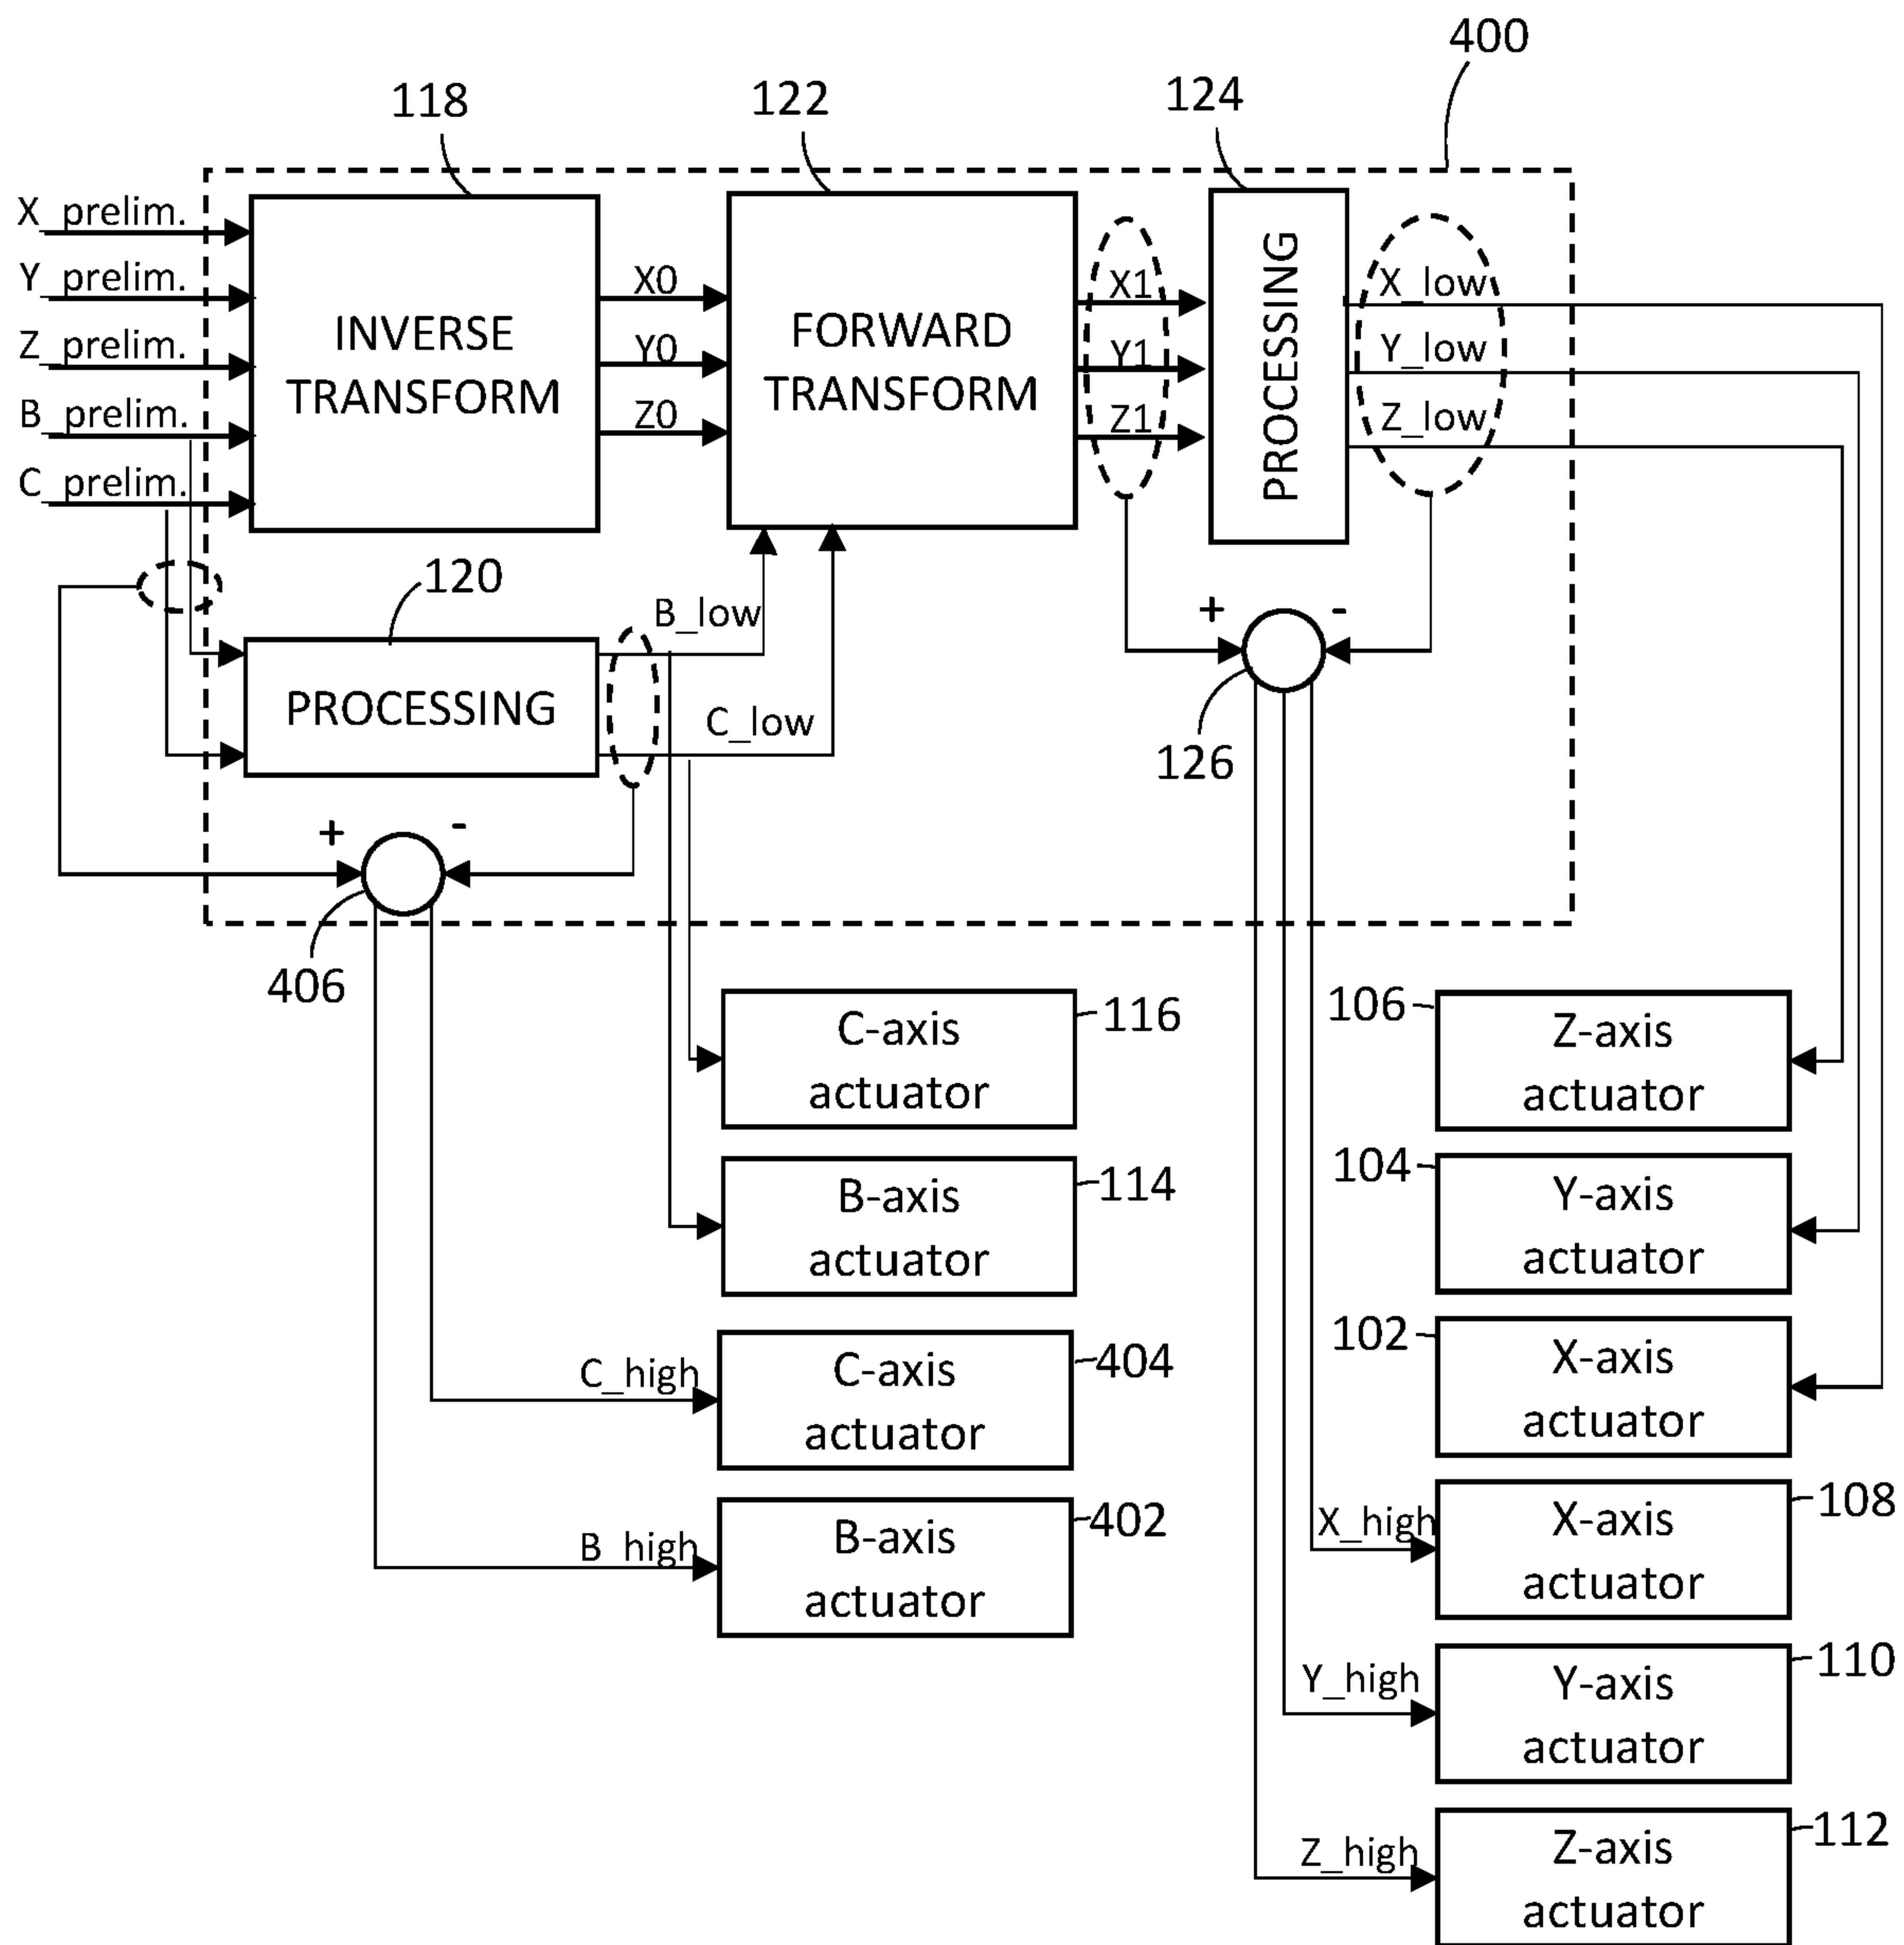 400
118
122
124
X_prelim.
Y_prelim.
Z_prelim.
B_prelim.
C_prelim.
INVERSE
TRANSFORM
X0
Y0
Z0
FORWARD
TRANSFORM
X1
Y1
Z1
PROCESSING
X_low
Y_low
Z_low
120
B_low
PROCESSING
C_low
+
-
126
+
-
406
C-axis
actuator
116
106
Z-axis
actuator
B-axis
actuator
114
104
Y-axis
actuator
C_high
C-axis
actuator
404
102
X-axis
actuator
B_high
B-axis
actuator
402
X_high
X-axis
actuator
108
Y_high
Y-axis
actuator
110
Z_high
Z-axis
actuator
112